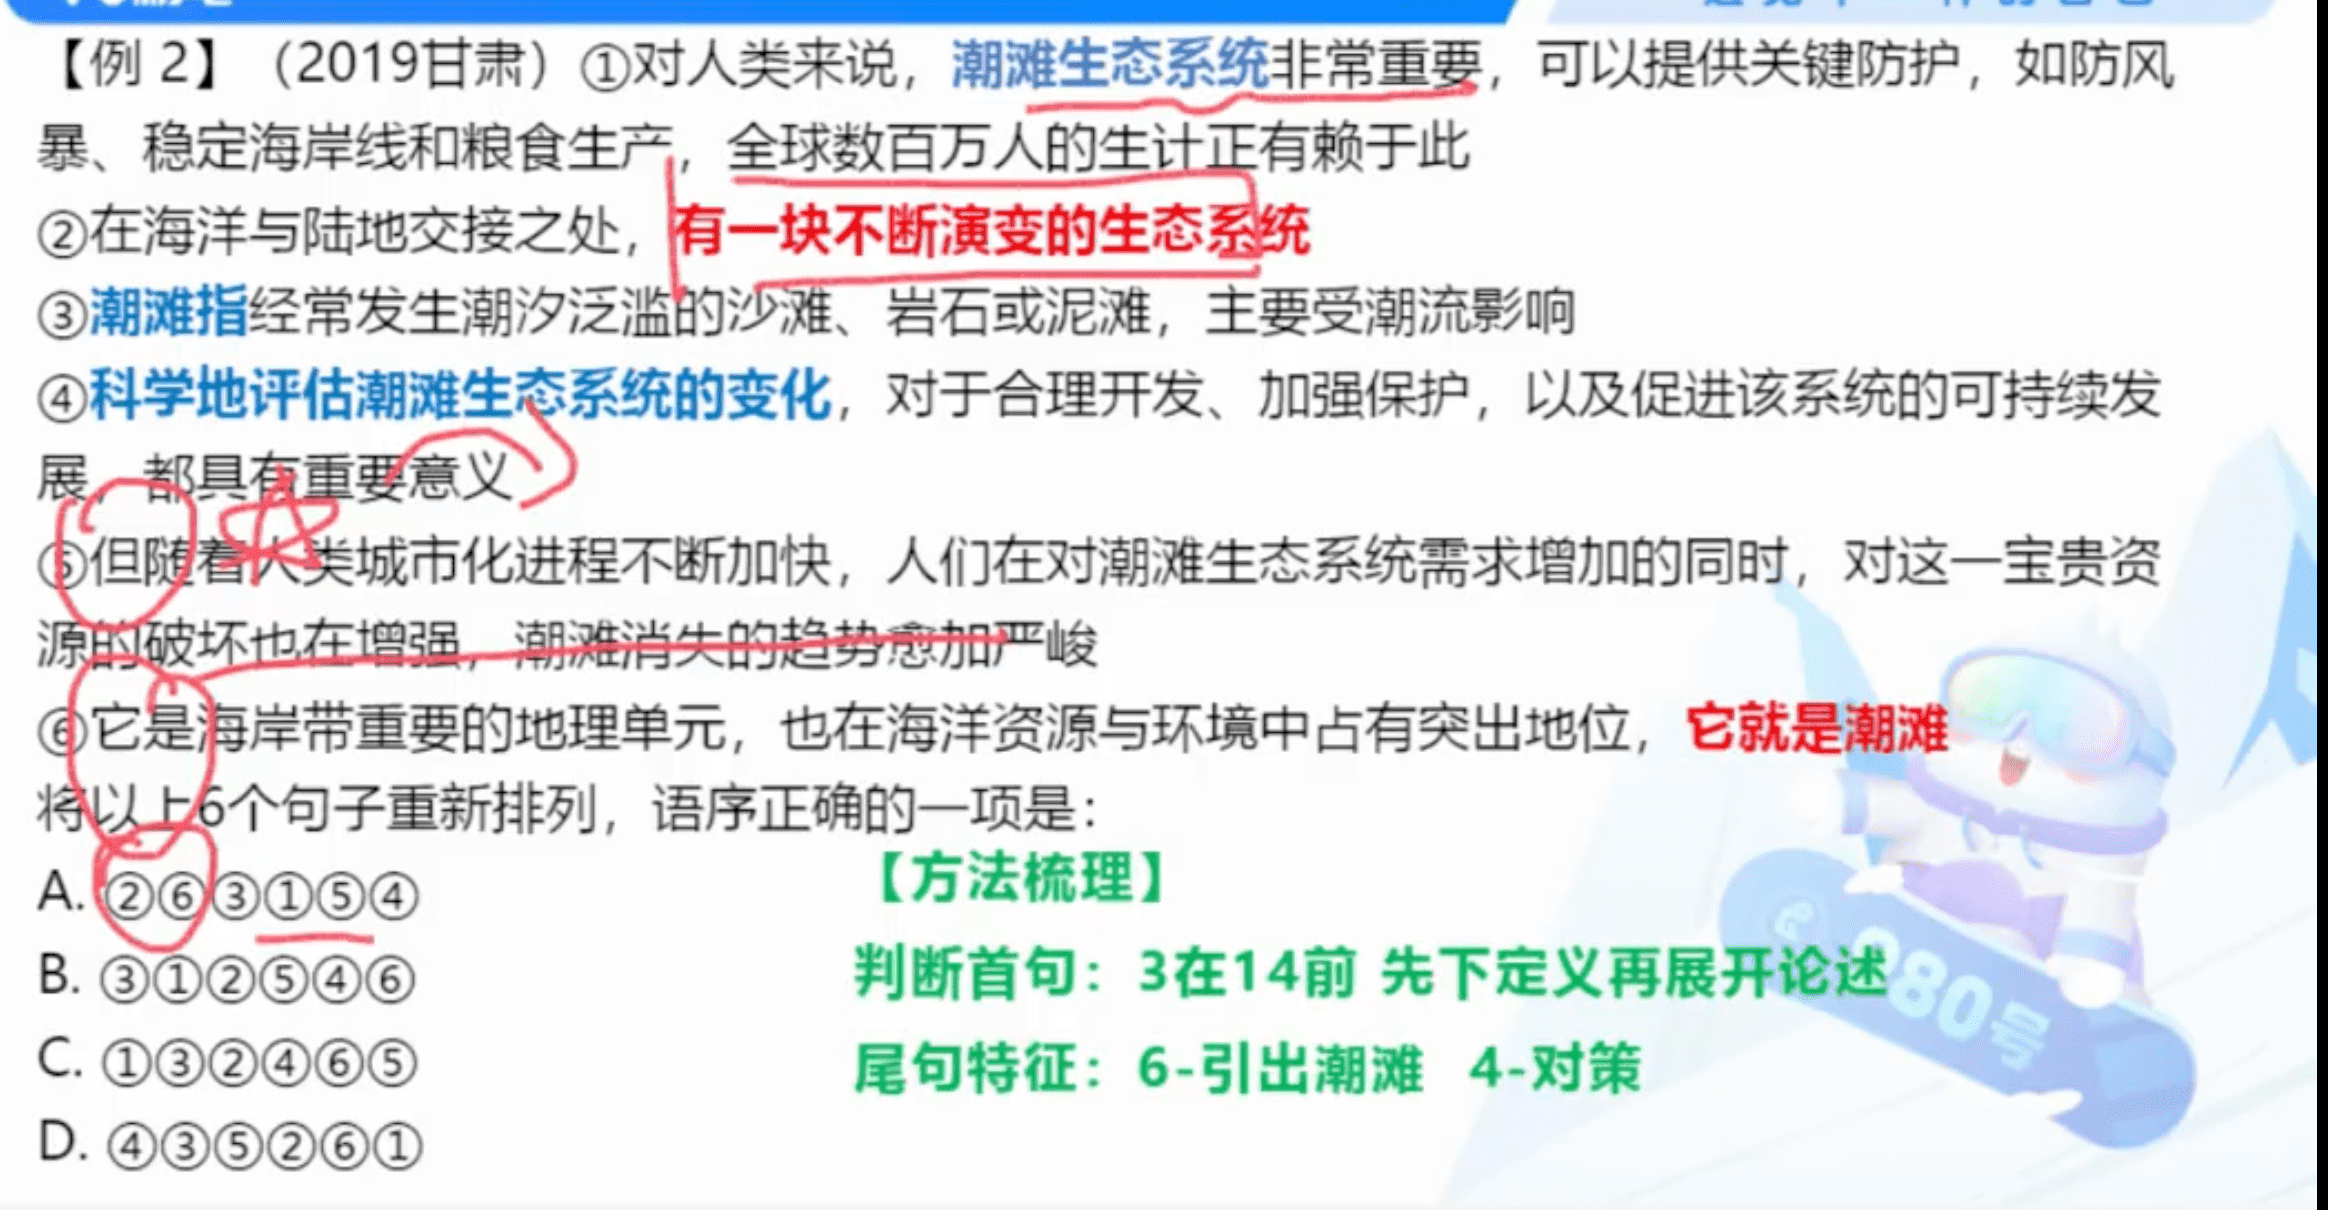 【例 2】（2019甘肃）①对人类来说，潮滩生态系统非常重要，可以提供关键防护，如防风
暴、稳定海岸线和粮食生产，全球数百万人的生计正有赖于此
②在海洋与陆地交接之处，有一块不断演变的生态系统
③潮滩指经常发生潮汐泛滥的沙滩、岩石或泥滩，主要受潮流影响
④科学地评估潮滩生态系统的变化，对于合理开发、加强保护，以及促进该系统的可持续发
展，都具有重要意义
⑤但随着人类城市化进程不断加快，人们在对潮滩生态系统需求增加的同时，对这一宝贵资
源的破坏也在增强，潮滩消失的趋势愈加严峻
⑥它是海岸带重要的地理单元，也在海洋资源与环境中占有突出地位，它就是潮滩
将以上6个句子重新排列，语序正确的一项是：
A. ②⑥③①⑤④
B. ③①②⑤④⑥
C. ①③②④⑥⑤
D. ④③⑤②⑥①
【方法梳理】
判断首句：3在14前 先下定义再展开论述
尾句特征：6-引出潮滩 4-对策
980号